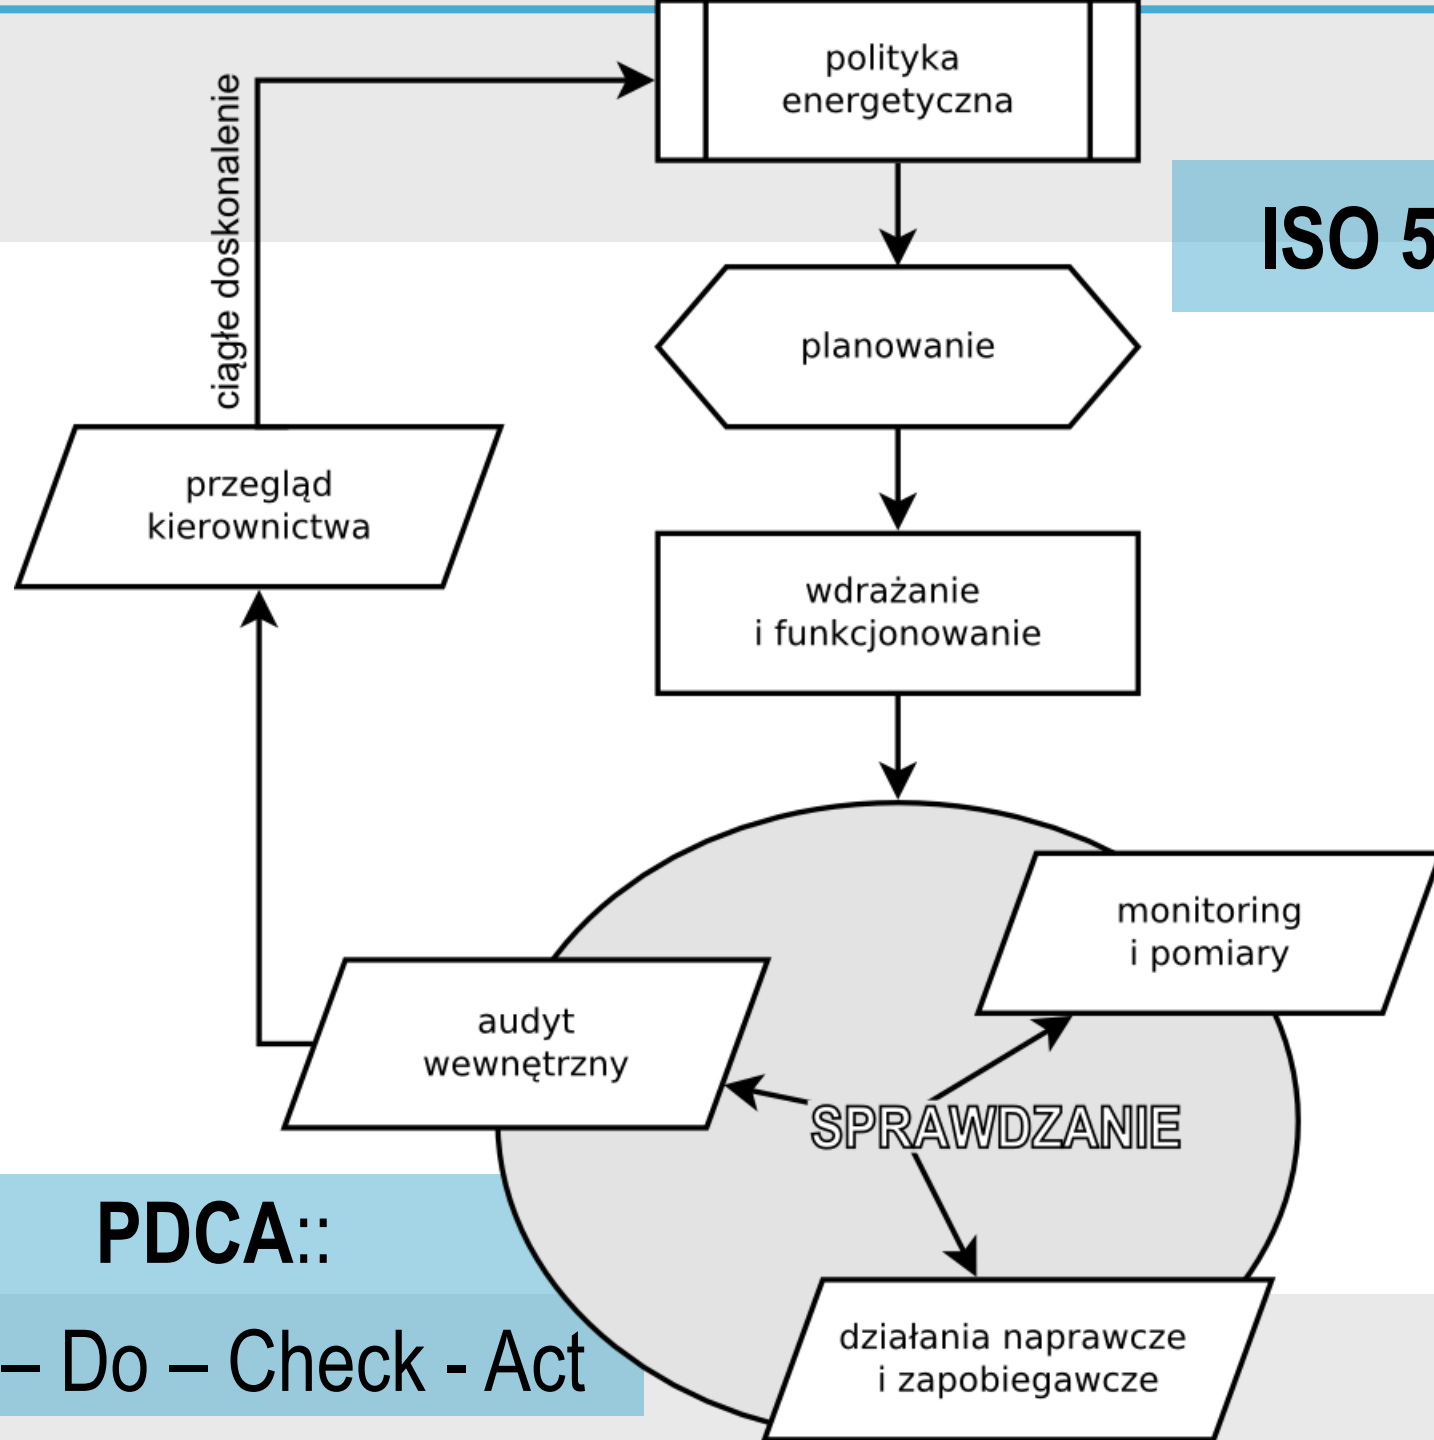 polityka
energetyczna
ciągłe doskonalenie
ISO 5
planowanie
przegląd
kierownictwa
wdrażanie
i funkcjonowanie
monitoring
i pomiary
audyt
wewnętrzny
SPRAWDZANIE
PDCA::
– Do – Check - Act
działania naprawcze
i zapobiegawcze